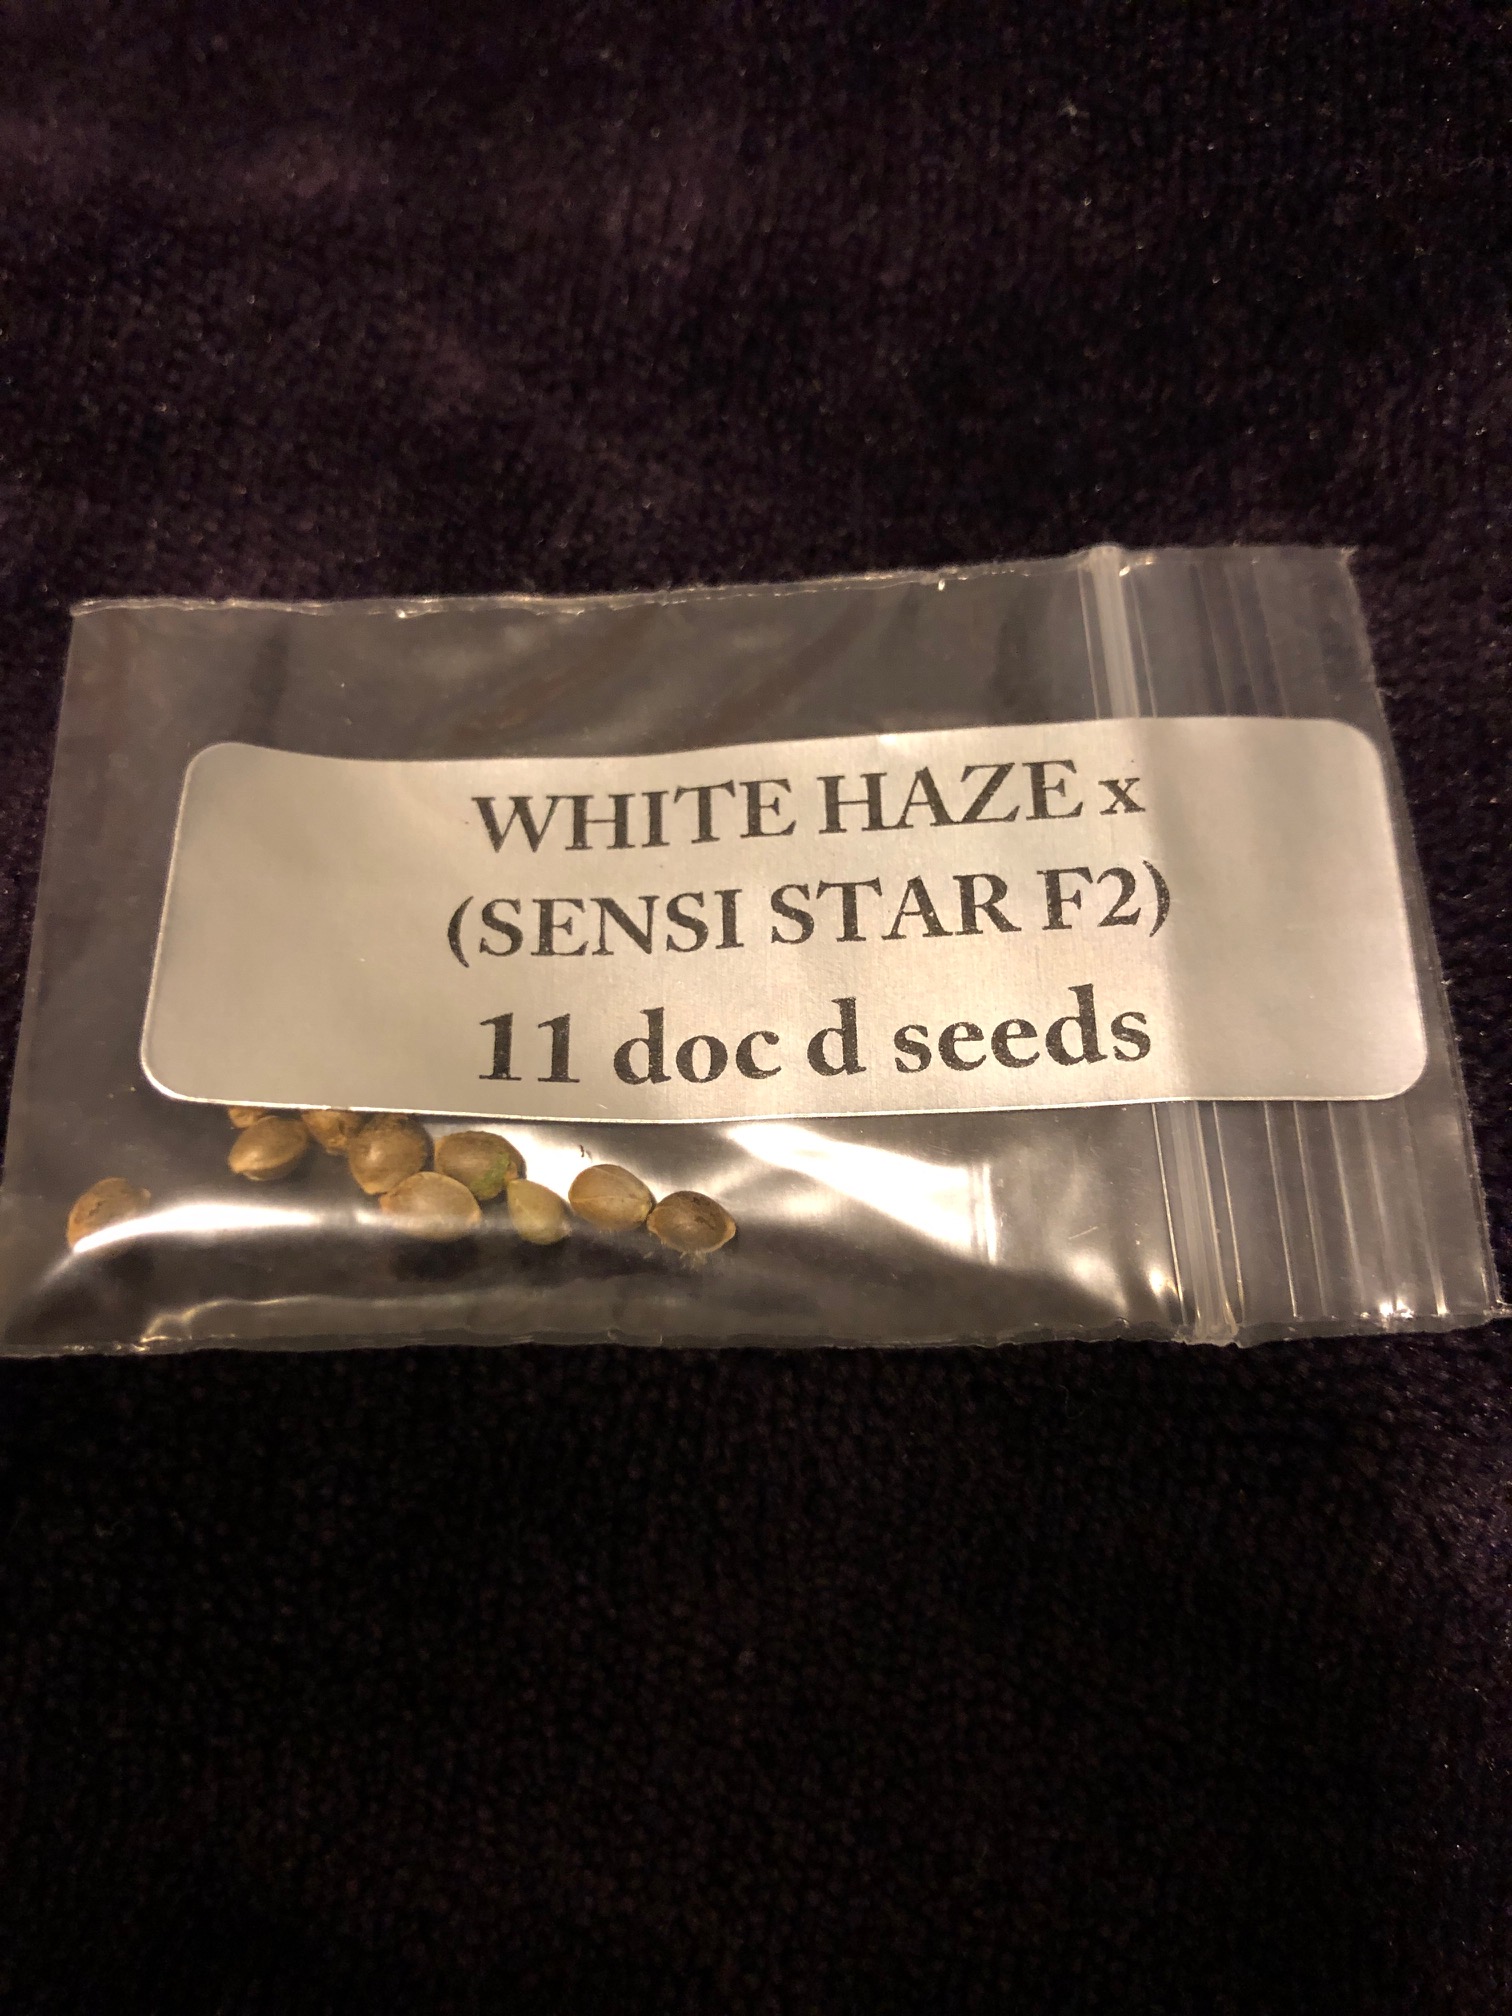 WHITE HAZE x
(SENSI STAR F2)
11 doc d seeds